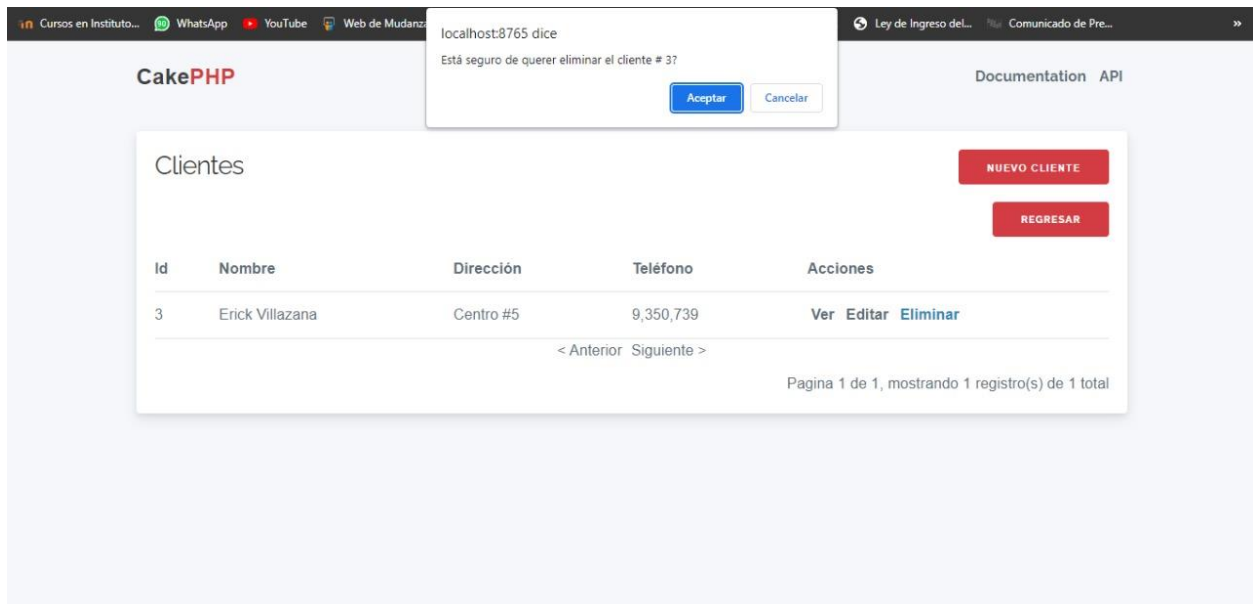 in Cursos en Instituto... WhatsApp YouTube Web de Mudanz
Ley de Ingreso del... Comunicado de Pre... »
localhost:8765 dice
Está seguro de querer eliminar el cliente # 3?
Aceptar Cancelar
CakePHP
Documentation API
Clientes
NUEVO CLIENTE
REGRESAR
Id Nombre Dirección Teléfono Acciones
3 Erick Villazana Centro #5 9,350,739 Ver Editar Eliminar
< Anterior Siguiente >
Pagina 1 de 1, mostrando 1 registro(s) de 1 total